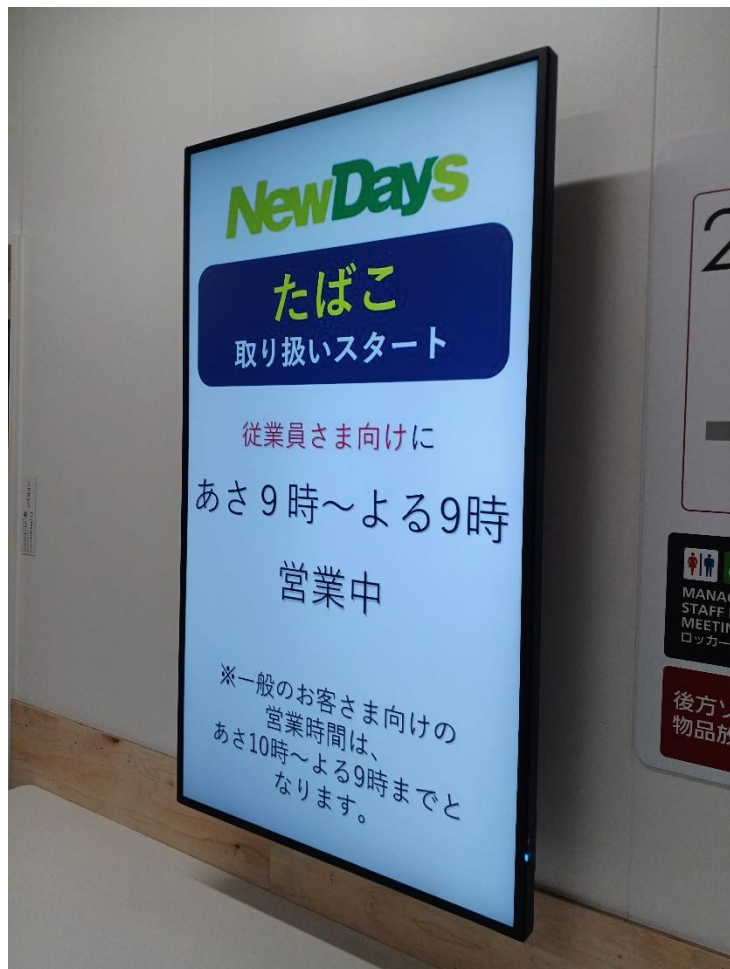 NewDays
たばこ
取り扱いスタート
従業員さま向けに
あさ９時～よる9時
営業中
※一般のお客さま向けの
営業時間は、
あさ10時～よる9時までと
なります。
2
MANAG
STAFF
MEETIN
ロッカー
後方
物品放